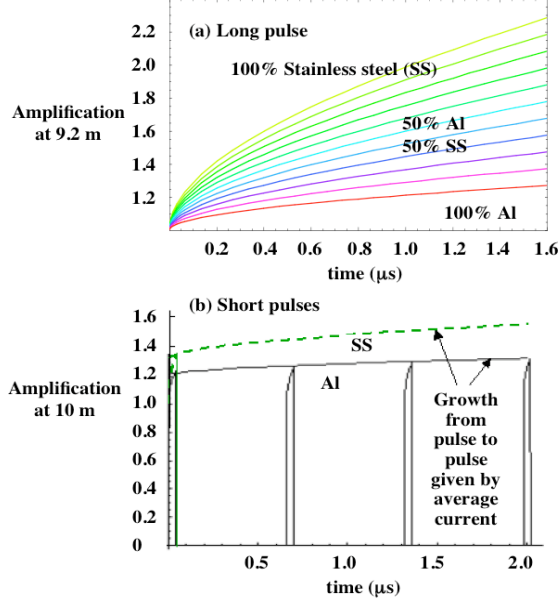 (a) Long pulse
100% Stainless steel (SS)
50% Al
50% SS
100% Al
Amplification
at 9.2 m
2.2
2.0
1.8
1.6
1.4
1.2
0.2 0.4 0.6 0.8 1.0 1.2 1.4 1.6
time (μs)
(b) Short pulses
SS
Al
Growth
from
pulse to
pulse
given by
average
current
Amplification
at 10 m
1.6
1.4
1.2
1.0
0.8
0.6
0.4
0.2
0
0.5 1.0 1.5 2.0
time (μs)